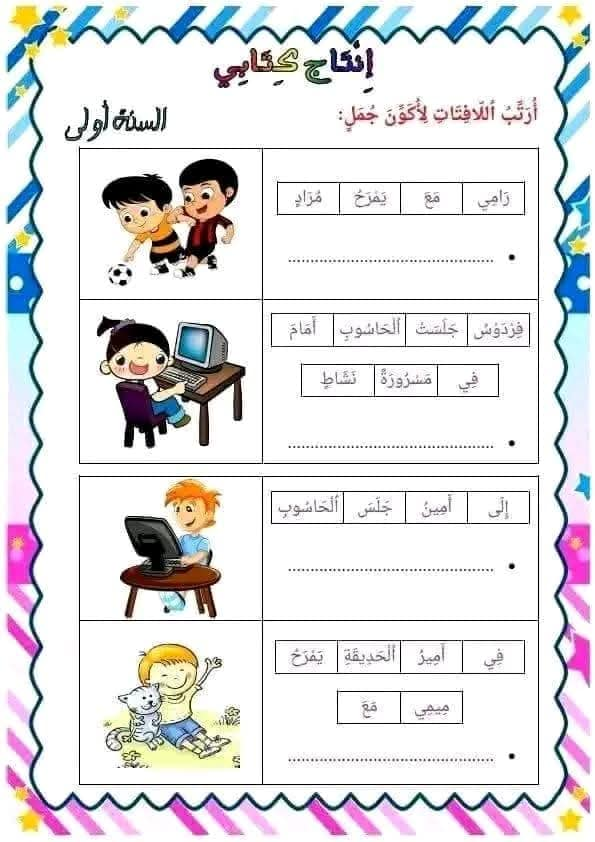 إِنْتَاج كِتَابِي
السنة أولى
أُرَتِّبُ ٱللَّافِتَاتِ لِأُكَوِّنَ جُمَلٍ:
رَامِي مَعَ يَمْرَحُ مُرَادٍ
• ..........................................
فِرْدَوْسُ جَلَسَتْ ٱلْحَاسُوبِ أَمَامَ
فِي مَسْرُورَةً نَشَاطٍ
• ..........................................
إِلَى أَمِينُ جَلَسَ ٱلْحَاسُوبِ
• ..........................................
فِي أَمِيرُ ٱلْحَدِيقَةِ يَمْرَحُ
مِيمِي مَعَ
• ..........................................